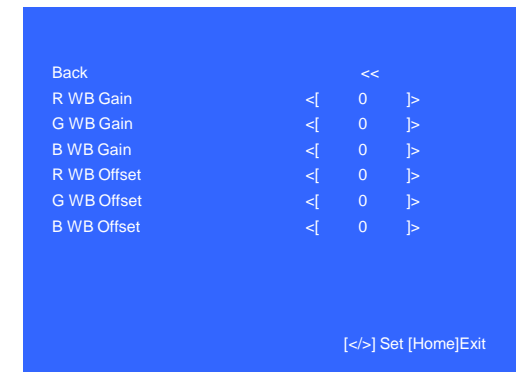 Back <<
R WB Gain <[ 0 ]>
G WB Gain <[ 0 ]>
B WB Gain <[ 0 ]>
R WB Offset <[ 0 ]>
G WB Offset <[ 0 ]>
B WB Offset <[ 0 ]>
[</>] Set [Home]Exit